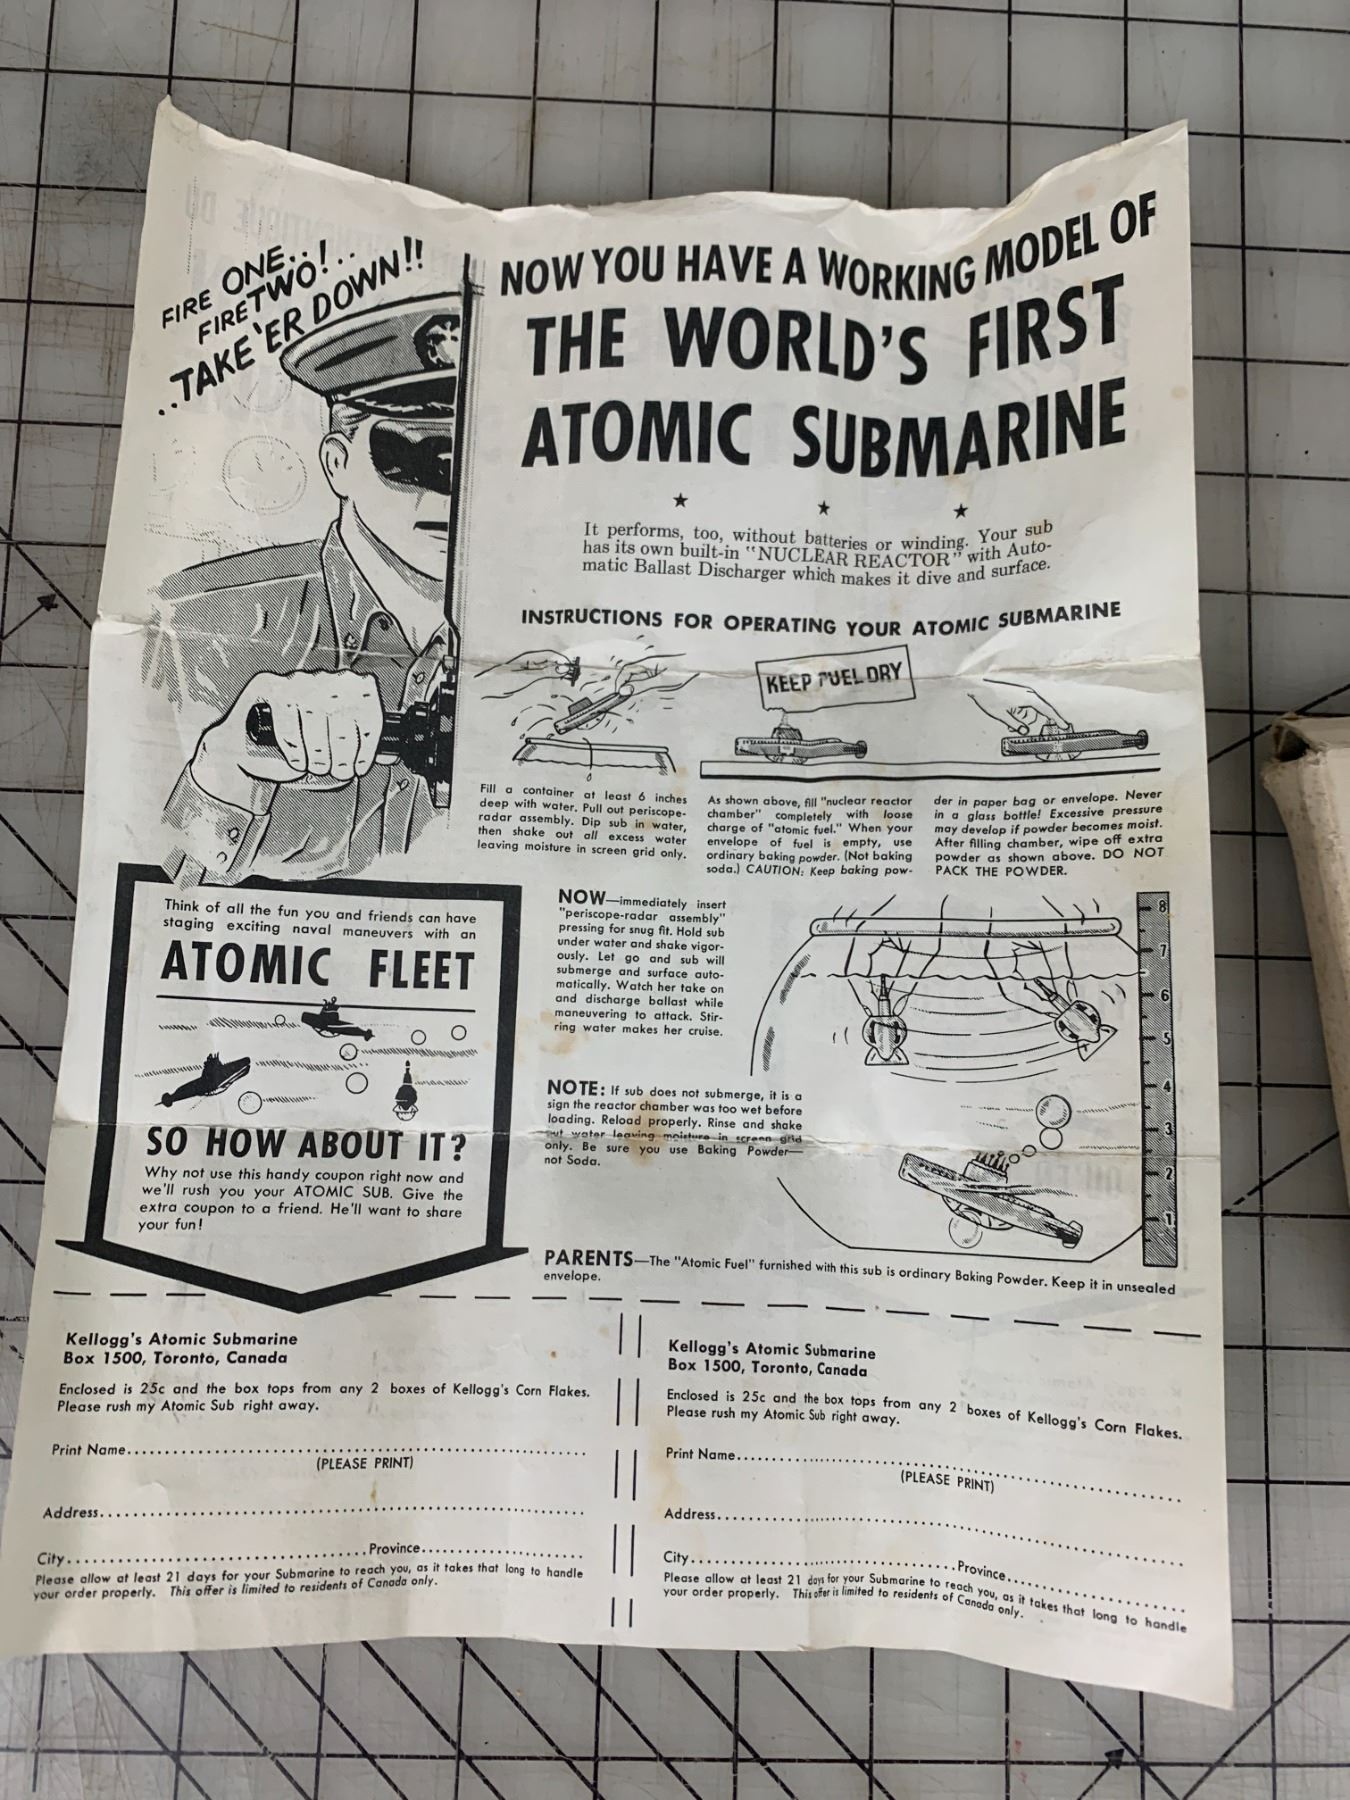 FIRE ONE..!..
FIRE TWO!..
..TAKE 'ER DOWN!!
NOW YOU HAVE A WORKING MODEL OF
THE WORLD'S FIRST
ATOMIC SUBMARINE
It performs, too, without batteries or winding. Your sub
has its own built-in "NUCLEAR REACTOR" with Auto-
matic Ballast Discharger which makes it dive and surface.
INSTRUCTIONS FOR OPERATING YOUR ATOMIC SUBMARINE
KEEP FUEL DRY
Fill a container at least 6 inches
deep with water. Pull out periscope-
radar assembly. Dip sub in water,
then shake out all excess water
leaving moisture in screen grid only.
As shown above, fill "nuclear reactor
chamber" completely with loose
charge of "atomic fuel." When your
envelope of fuel is empty, use
ordinary baking powder. (Not baking
soda.) CAUTION: Keep baking pow-
der in paper bag or envelope. Never
in a glass bottle! Excessive pressure
may develop if powder becomes moist.
After filling chamber, wipe off extra
powder as shown above. DO NOT
PACK THE POWDER.
NOW—immediately insert
"periscope-radar assembly"
pressing for snug fit. Hold sub
under water and shake vigor-
ously. Let go and sub will
submerge and surface auto-
matically. Watch her take on
and discharge ballast while
maneuvering to attack. Stir-
ring water makes her cruise.
NOTE: If sub does not submerge, it is a
sign the reactor chamber was too wet before
loading. Reload properly. Rinse and shake
out water leaving moisture in screen grid
only. Be sure you use Baking Powder—
not Soda.
8
7
6
5
4
3
2
1
PARENTS—The "Atomic Fuel" furnished with this sub is ordinary Baking Powder. Keep it in unsealed
envelope.
Think of all the fun you and friends can have
staging exciting naval maneuvers with an
ATOMIC FLEET
SO HOW ABOUT IT?
Why not use this handy coupon right now and
we'll rush you your ATOMIC SUB. Give the
extra coupon to a friend. He'll want to share
your fun!
Kellogg's Atomic Submarine
Box 1500, Toronto, Canada
Enclosed is 25c and the box tops from any 2 boxes of Kellogg's Corn Flakes.
Please rush my Atomic Sub right away.
Print Name
(PLEASE PRINT)
Address
City Province
Please allow at least 21 days for your Submarine to reach you, as it takes that long to handle
your order properly. This offer is limited to residents of Canada only.
Kellogg's Atomic Submarine
Box 1500, Toronto, Canada
Enclosed is 25c and the box tops from any 2 boxes of Kellogg's Corn Flakes.
Please rush my Atomic Sub right away.
Print Name
(PLEASE PRINT)
Address
City Province
Please allow at least 21 days for your Submarine to reach you, as it takes that long to handle
your order properly. This offer is limited to residents of Canada only.